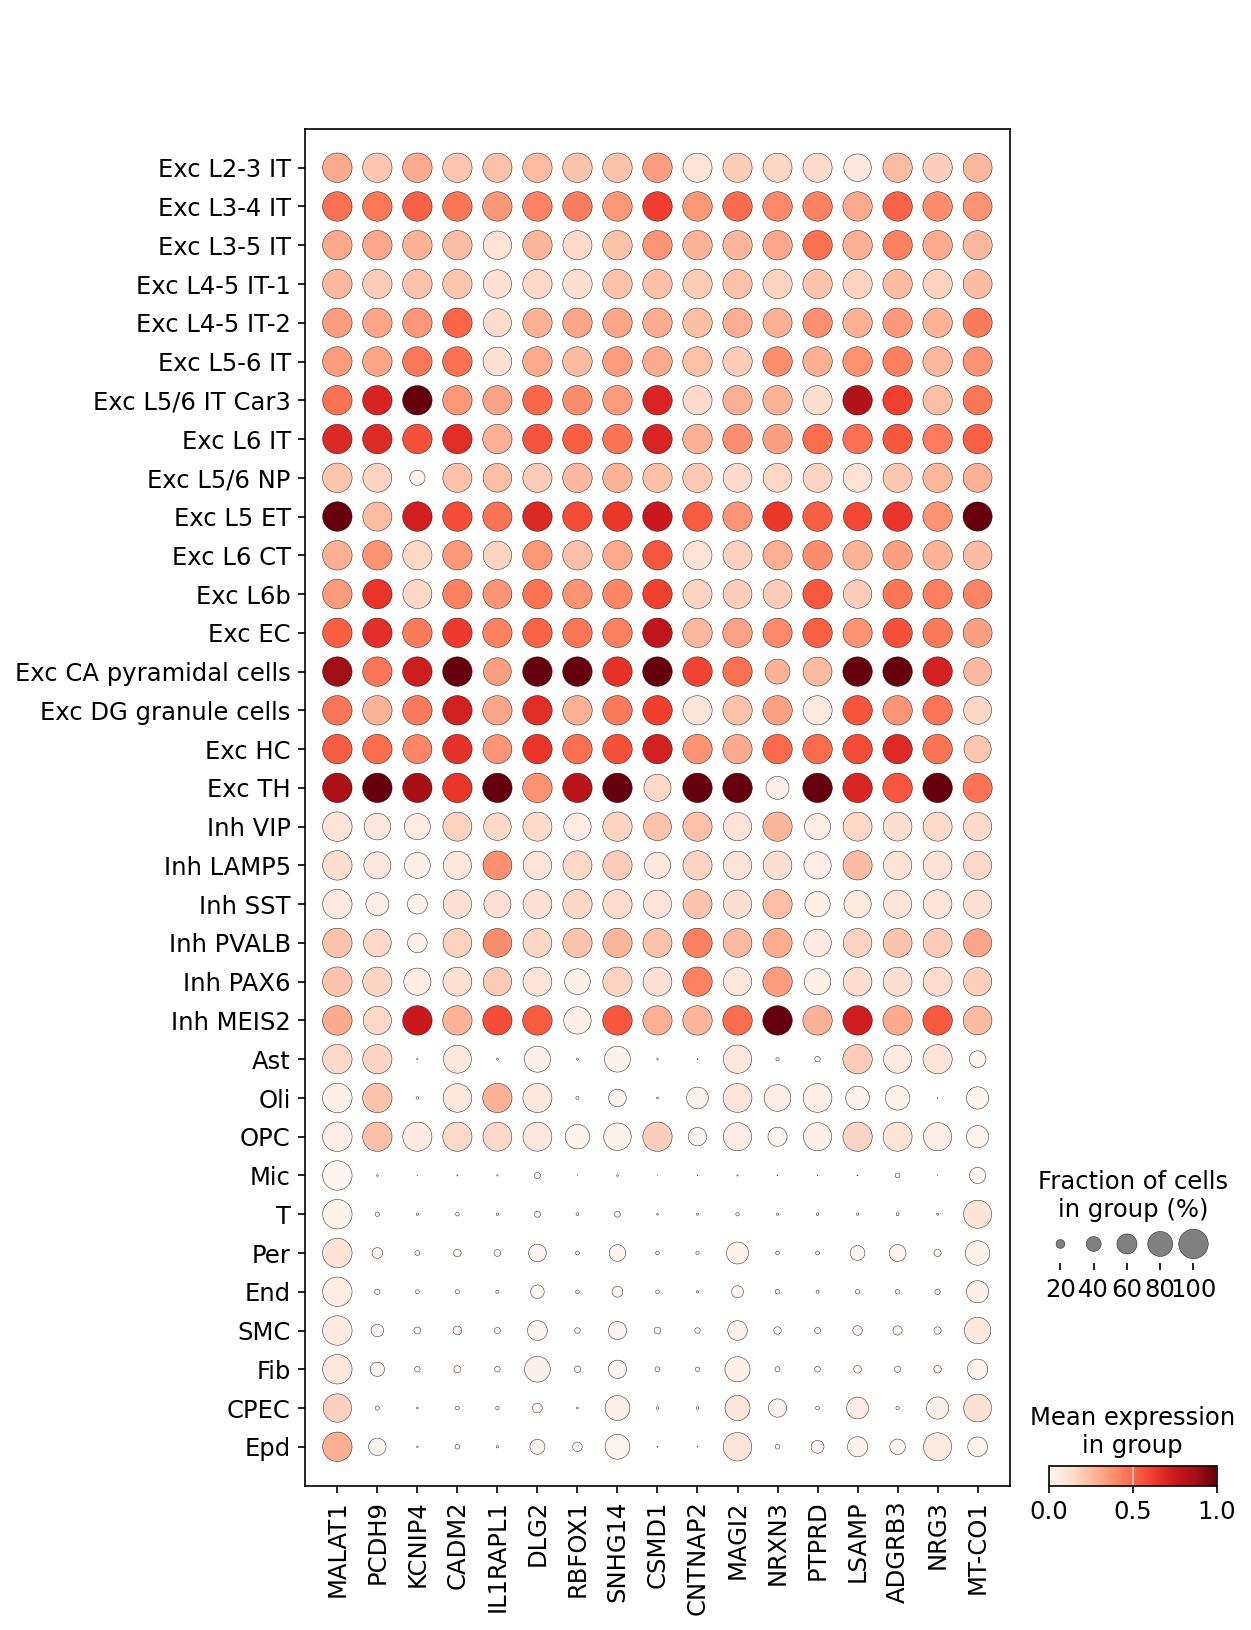 Exc L2-3 IT
Exc L3-4 IT
Exc L3-5 IT
Exc L4-5 IT-1
Exc L4-5 IT-2
Exc L5-6 IT
Exc L5/6 IT Car3
Exc L6 IT
Exc L5/6 NP
Exc L5 ET
Exc L6 CT
Exc L6b
Exc EC
Exc CA pyramidal cells
Exc DG granule cells
Exc HC
Exc TH
Inh VIP
Inh LAMP5
Inh SST
Inh PVALB
Inh PAX6
Inh MEIS2
Ast
Oli
OPC
Mic
T
Per
End
SMC
Fib
CPEC
Epd
MALAT1
PCDH9
KCNIP4
CADM2
IL1RAPL1
DLG2
RBFOX1
SNHG14
CSMD1
CNTNAP2
MAGI2
NRXN3
PTPRD
LSAMP
ADGRB3
NRG3
MT-CO1
Fraction of cells
in group (%)
20 40 60 80 100
Mean expression
in group
0.0 0.5 1.0